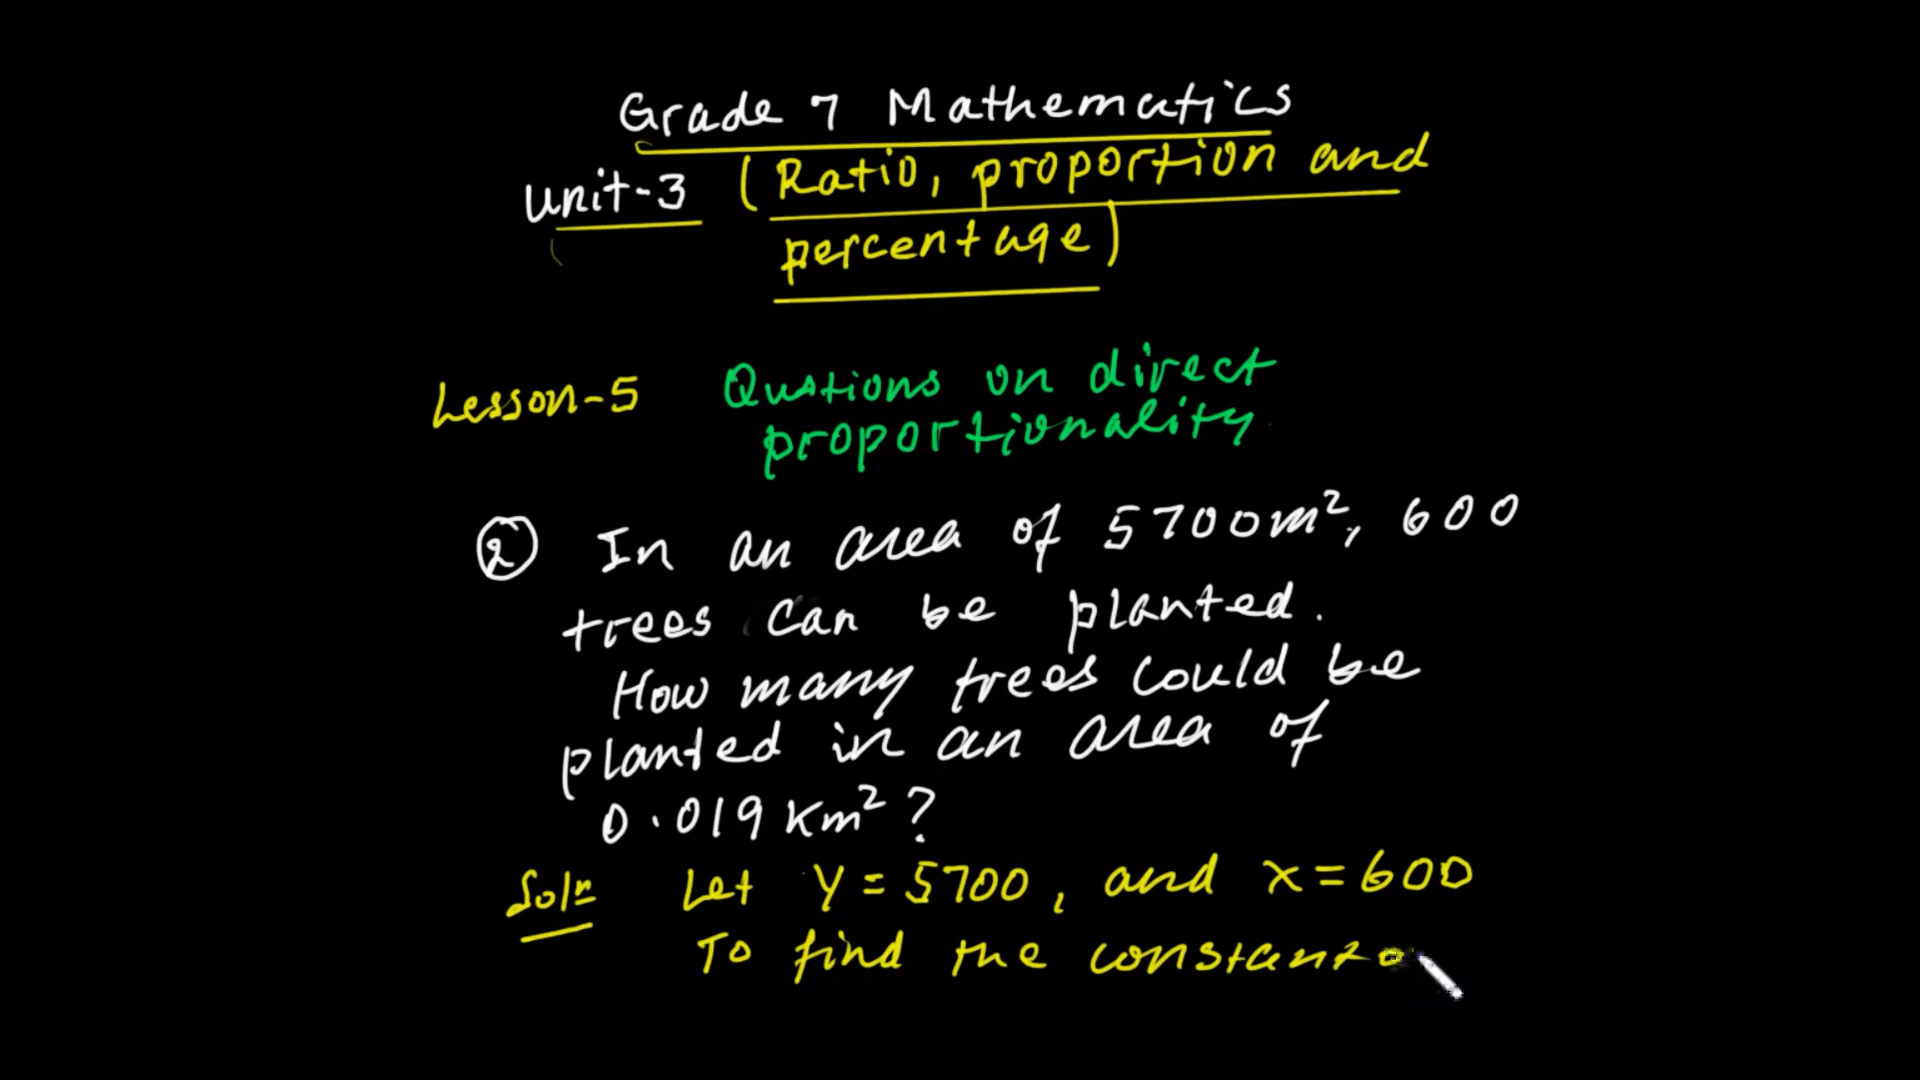 Grade 7 Mathematics
Unit-3 (Ratio, proportion and
percentage)
Lesson-5 Qustions on direct
proportionality
② In an area of 5700m², 600
trees can be planted.
How many trees could be
planted in an area of
0.019 Km²?
Soln Let y = 5700, and x = 600
To find the constant o